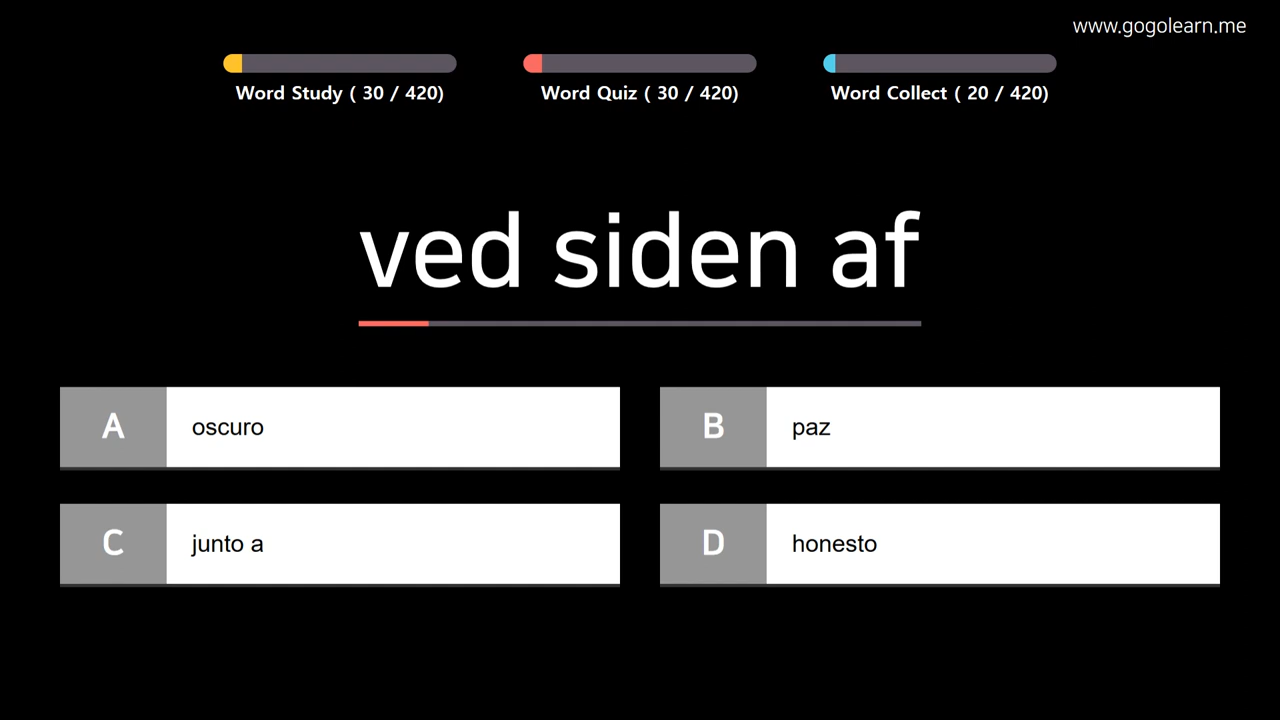 www.gogolearn.me
Word Study ( 30 / 420)
Word Quiz ( 30 / 420)
Word Collect ( 20 / 420)
ved siden af
A oscuro
B paz
C junto a
D honesto